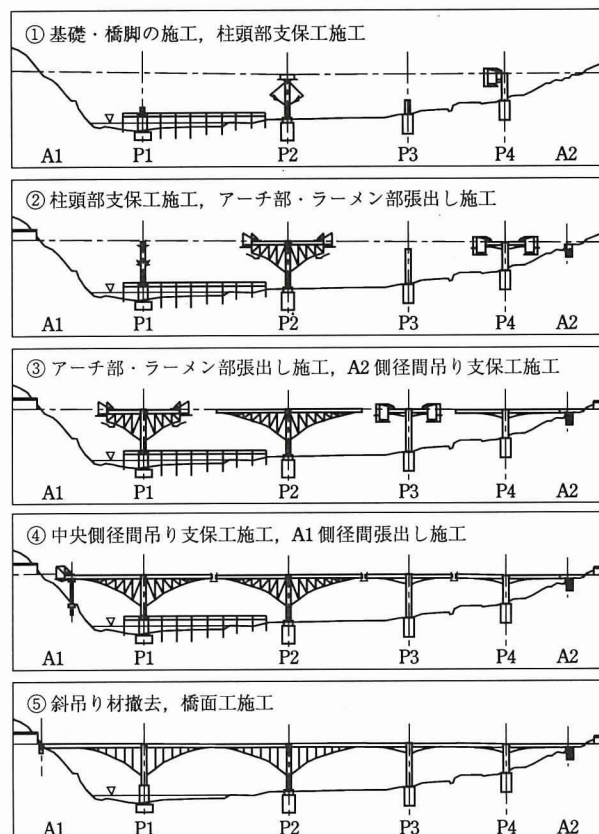 ① 基礎・橋脚の施工，柱頭部支保工施工
A1 P1 P2 P3 P4 A2
② 柱頭部支保工施工，アーチ部・ラーメン部張出し施工
A1 P1 P2 P3 P4 A2
③ アーチ部・ラーメン部張出し施工，A2側径間吊り支保工施工
A1 P1 P2 P3 P4 A2
④ 中央側径間吊り支保工施工，A1側径間張出し施工
A1 P1 P2 P3 P4 A2
⑤ 斜吊り材撤去，橋面工施工
A1 P1 P2 P3 P4 A2